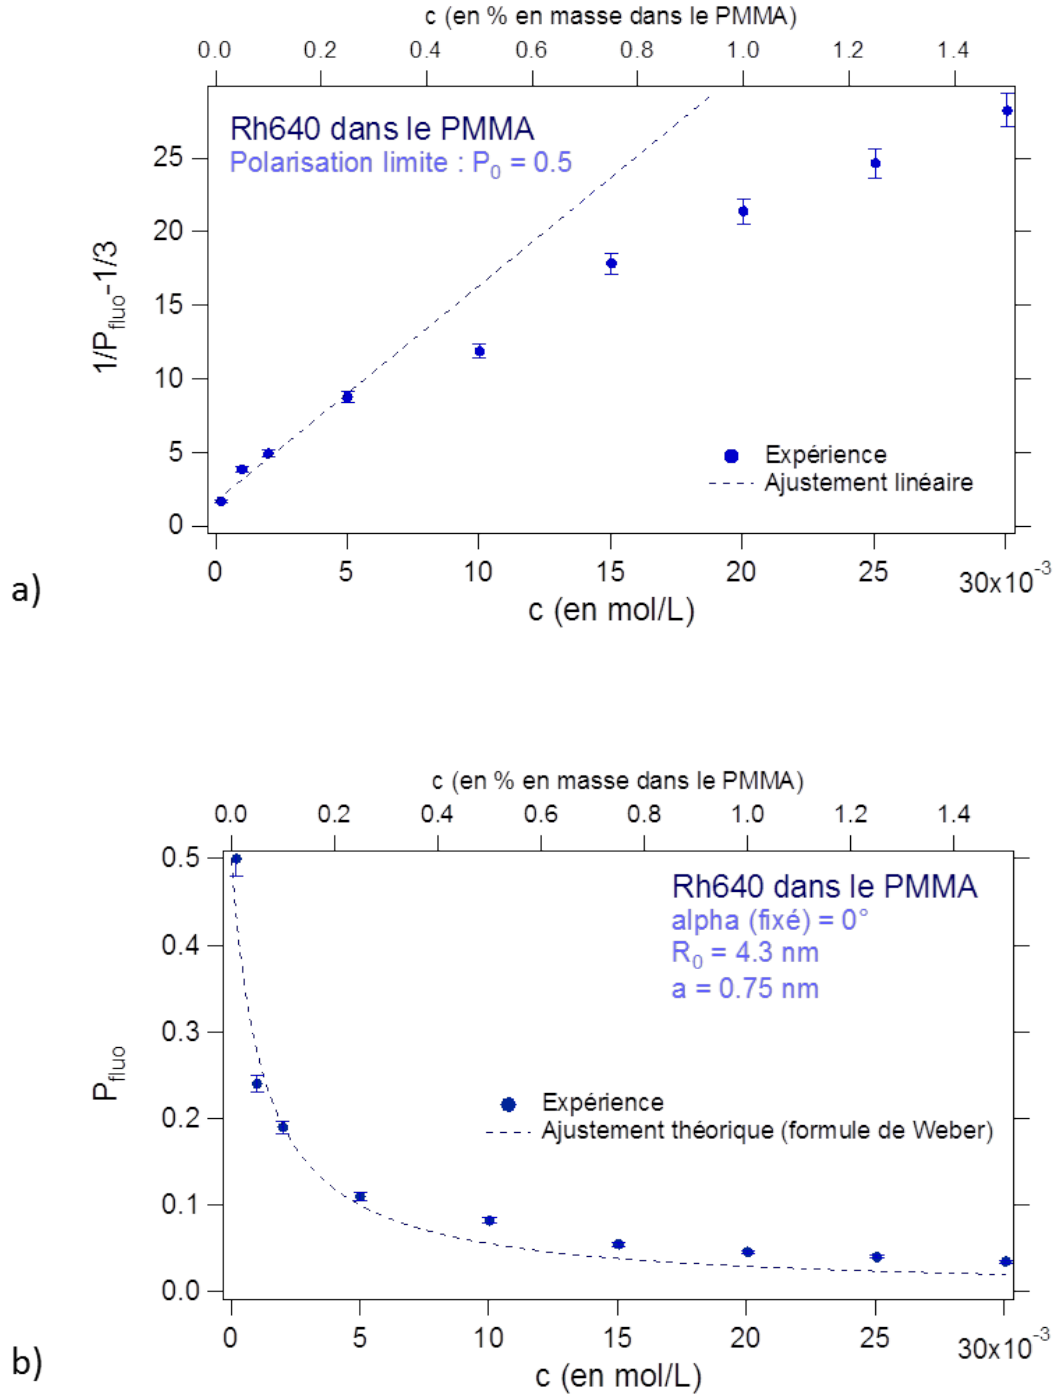 c (en % en masse dans le PMMA)
0.0 0.2 0.4 0.6 0.8 1.0 1.2 1.4
Rh640 dans le PMMA
Polarisation limite : P₀ = 0.5
1/P_fluo-1/3
25
20
15
10
5
0
Expérience
Ajustement linéaire
0 5 10 15 20 25 30x10⁻³
c (en mol/L)
a)
c (en % en masse dans le PMMA)
0.0 0.2 0.4 0.6 0.8 1.0 1.2 1.4
Rh640 dans le PMMA
alpha (fixé) = 0°
R₀ = 4.3 nm
a = 0.75 nm
P_fluo
0.5
0.4
0.3
0.2
0.1
0.0
Expérience
Ajustement théorique (formule de Weber)
0 5 10 15 20 25 30x10⁻³
c (en mol/L)
b)